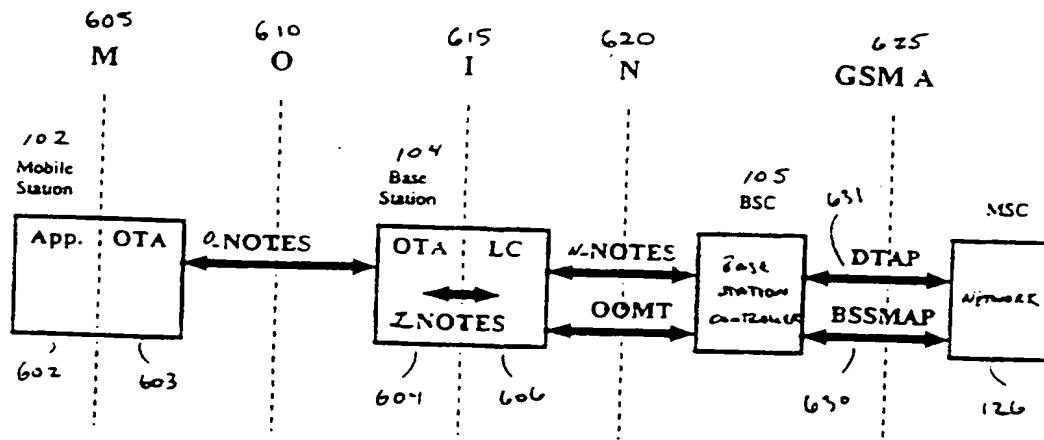 605 610 615 620 625
M O I N GSM A
102 104 105
Mobile Station Base Station BSC 631 MSC
App. OTA O-NOTES OTA LC N-NOTES Base Station Controller DTAP NETWORK
I NOTES OOMT BSSMAP
602 603 604 606 630 126